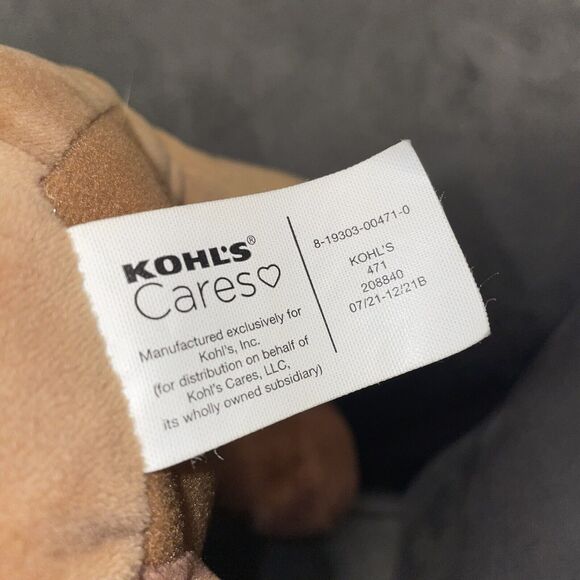 KOHL'S®
Cares♡
Manufactured exclusively for
Kohl's, Inc.
(for distribution on behalf of
Kohl's Cares, LLC,
its wholly owned subsidiary)
8-19303-00471-0
KOHL'S
471
208840
07/21-12/21B